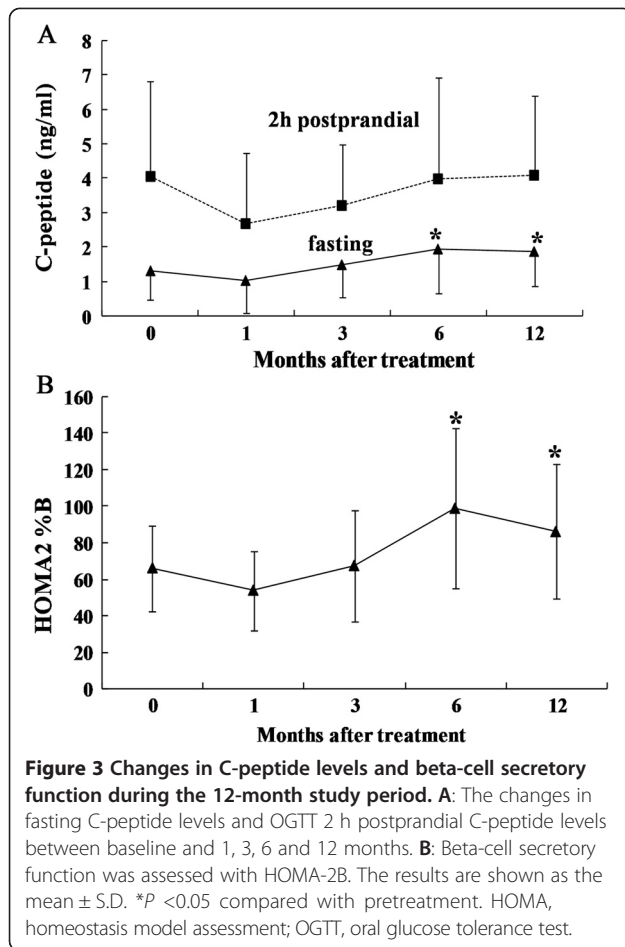 A
8
7
6
5
4
3
2
1
0
C-peptide (ng/ml)
2h postprandial
fasting
* *
0 1 3 6 12
Months after treatment
B
160
140
120
100
80
60
40
20
0
HOMA2 %B
* *
0 1 3 6 12
Months after treatment
Figure 3 Changes in C-peptide levels and beta-cell secretory
function during the 12-month study period. A: The changes in
fasting C-peptide levels and OGTT 2 h postprandial C-peptide levels
between baseline and 1, 3, 6 and 12 months. B: Beta-cell secretory
function was assessed with HOMA-2B. The results are shown as the
mean ± S.D. *P <0.05 compared with pretreatment. HOMA,
homeostasis model assessment; OGTT, oral glucose tolerance test.